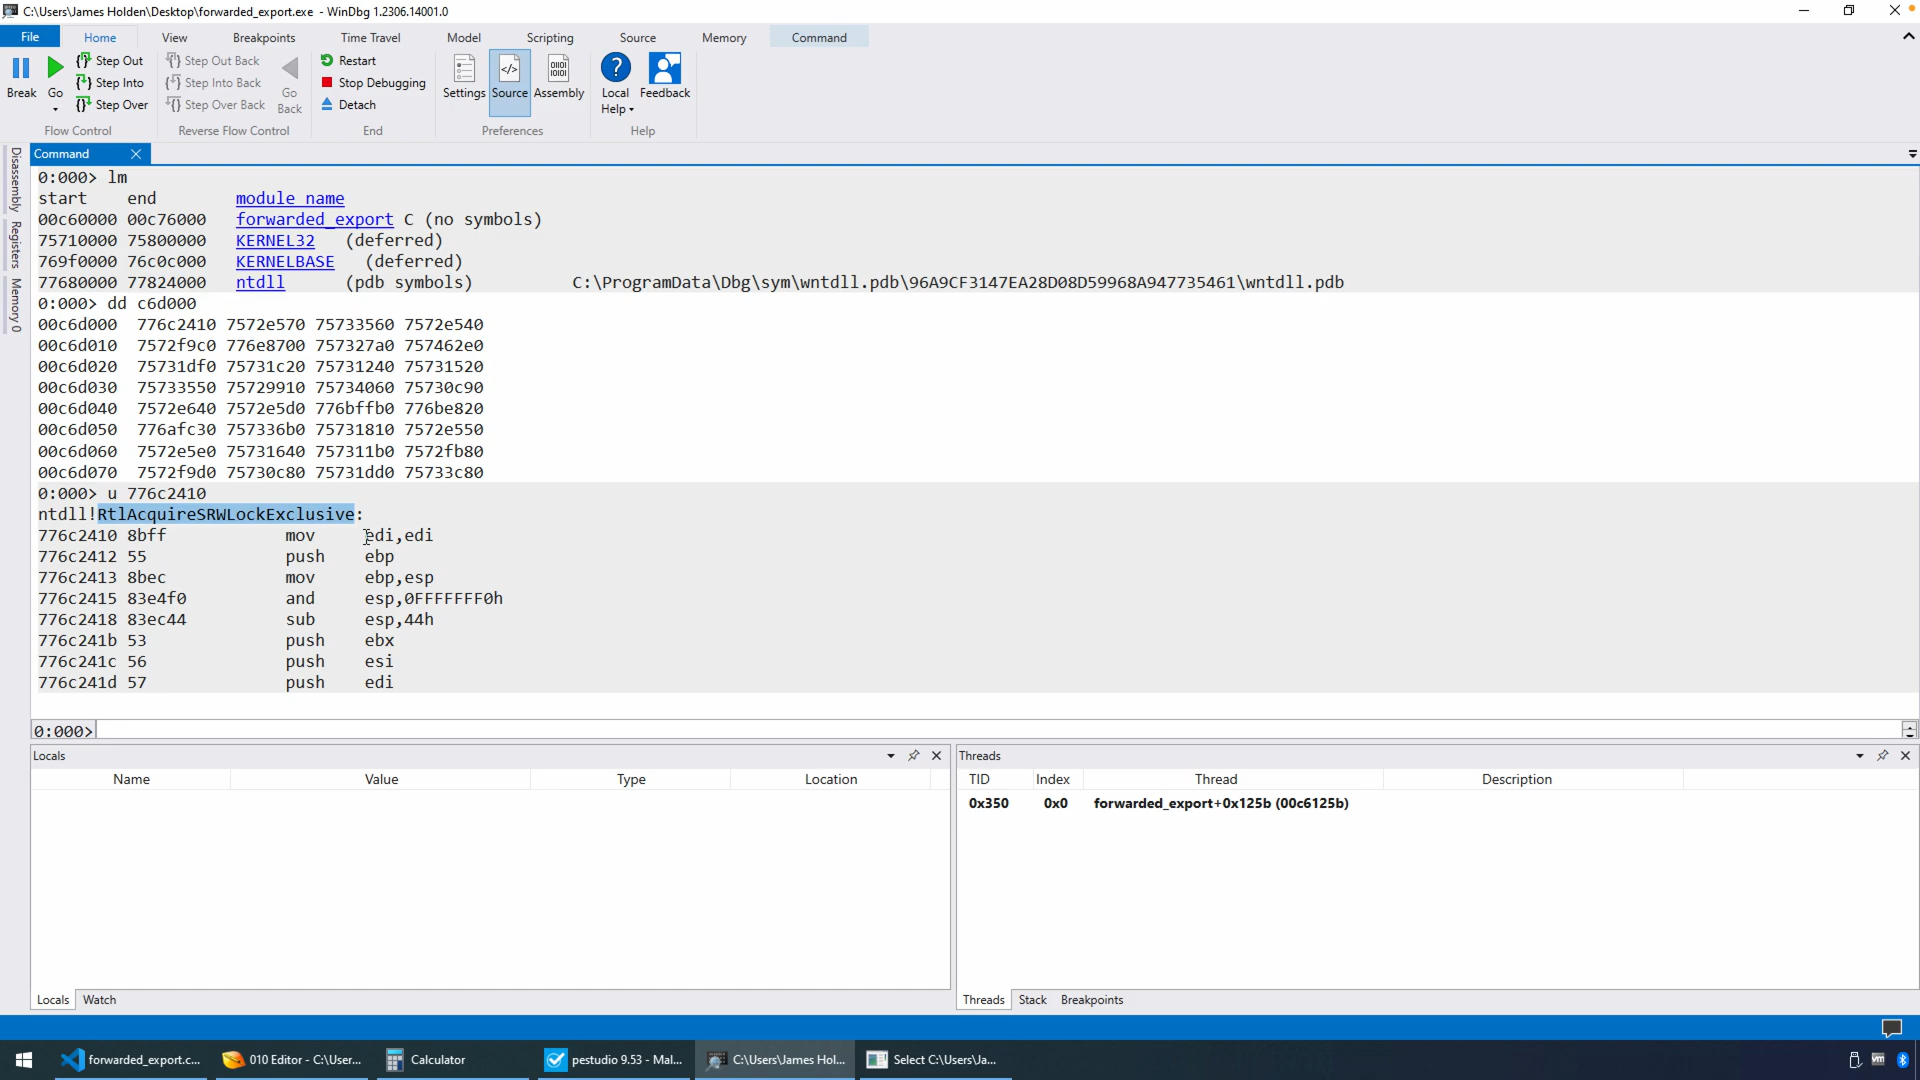 C:\Users\James Holden\Desktop\forwarded_export.exe - WinDbg 1.2306.14001.0
File Home View Breakpoints Time Travel Model Scripting Source Memory Command
Break
Go
Step Out
Step Into
Step Over
Flow Control
Step Out Back
Step Into Back
Step Over Back
Go Back
Reverse Flow Control
Restart
Stop Debugging
Detach
End
Settings Source Assembly
Preferences
Local Help
Feedback
Help
Disassembly
Registers
Memory 0
Command
0:000> lm
start end module name
00c60000 00c76000 forwarded_export C (no symbols)
75710000 75800000 KERNEL32 (deferred)
769f0000 76c0c000 KERNELBASE (deferred)
77680000 77824000 ntdll (pdb symbols) C:\ProgramData\Dbg\sym\wntdll.pdb\96A9CF3147EA28D08D59968A947735461\wntdll.pdb
0:000> dd c6d000
00c6d000 776c2410 7572e570 75733560 7572e540
00c6d010 7572f9c0 776e8700 757327a0 757462e0
00c6d020 75731df0 75731c20 75731240 75731520
00c6d030 75733550 75729910 75734060 75730c90
00c6d040 7572e640 7572e5d0 776bffb0 776be820
00c6d050 776afc30 757336b0 75731810 7572e550
00c6d060 7572e5e0 75731640 757311b0 7572fb80
00c6d070 7572f9d0 75730c80 75731dd0 75733c80
0:000> u 776c2410
ntdll!RtlAcquireSRWLockExclusive:
776c2410 8bff mov edi,edi
776c2412 55 push ebp
776c2413 8bec mov ebp,esp
776c2415 83e4f0 and esp,0FFFFFFF0h
776c2418 83ec44 sub esp,44h
776c241b 53 push ebx
776c241c 56 push esi
776c241d 57 push edi
0:000>
Locals
Name Value Type Location
Locals Watch
Threads
TID Index Thread Description
0x350 0x0 forwarded_export+0x125b (00c6125b)
Threads Stack Breakpoints
forwarded_export.c...
010 Editor - C:\User...
Calculator
pestudio 9.53 - Mal...
C:\Users\James Hol...
Select C:\Users\Ja...
vm